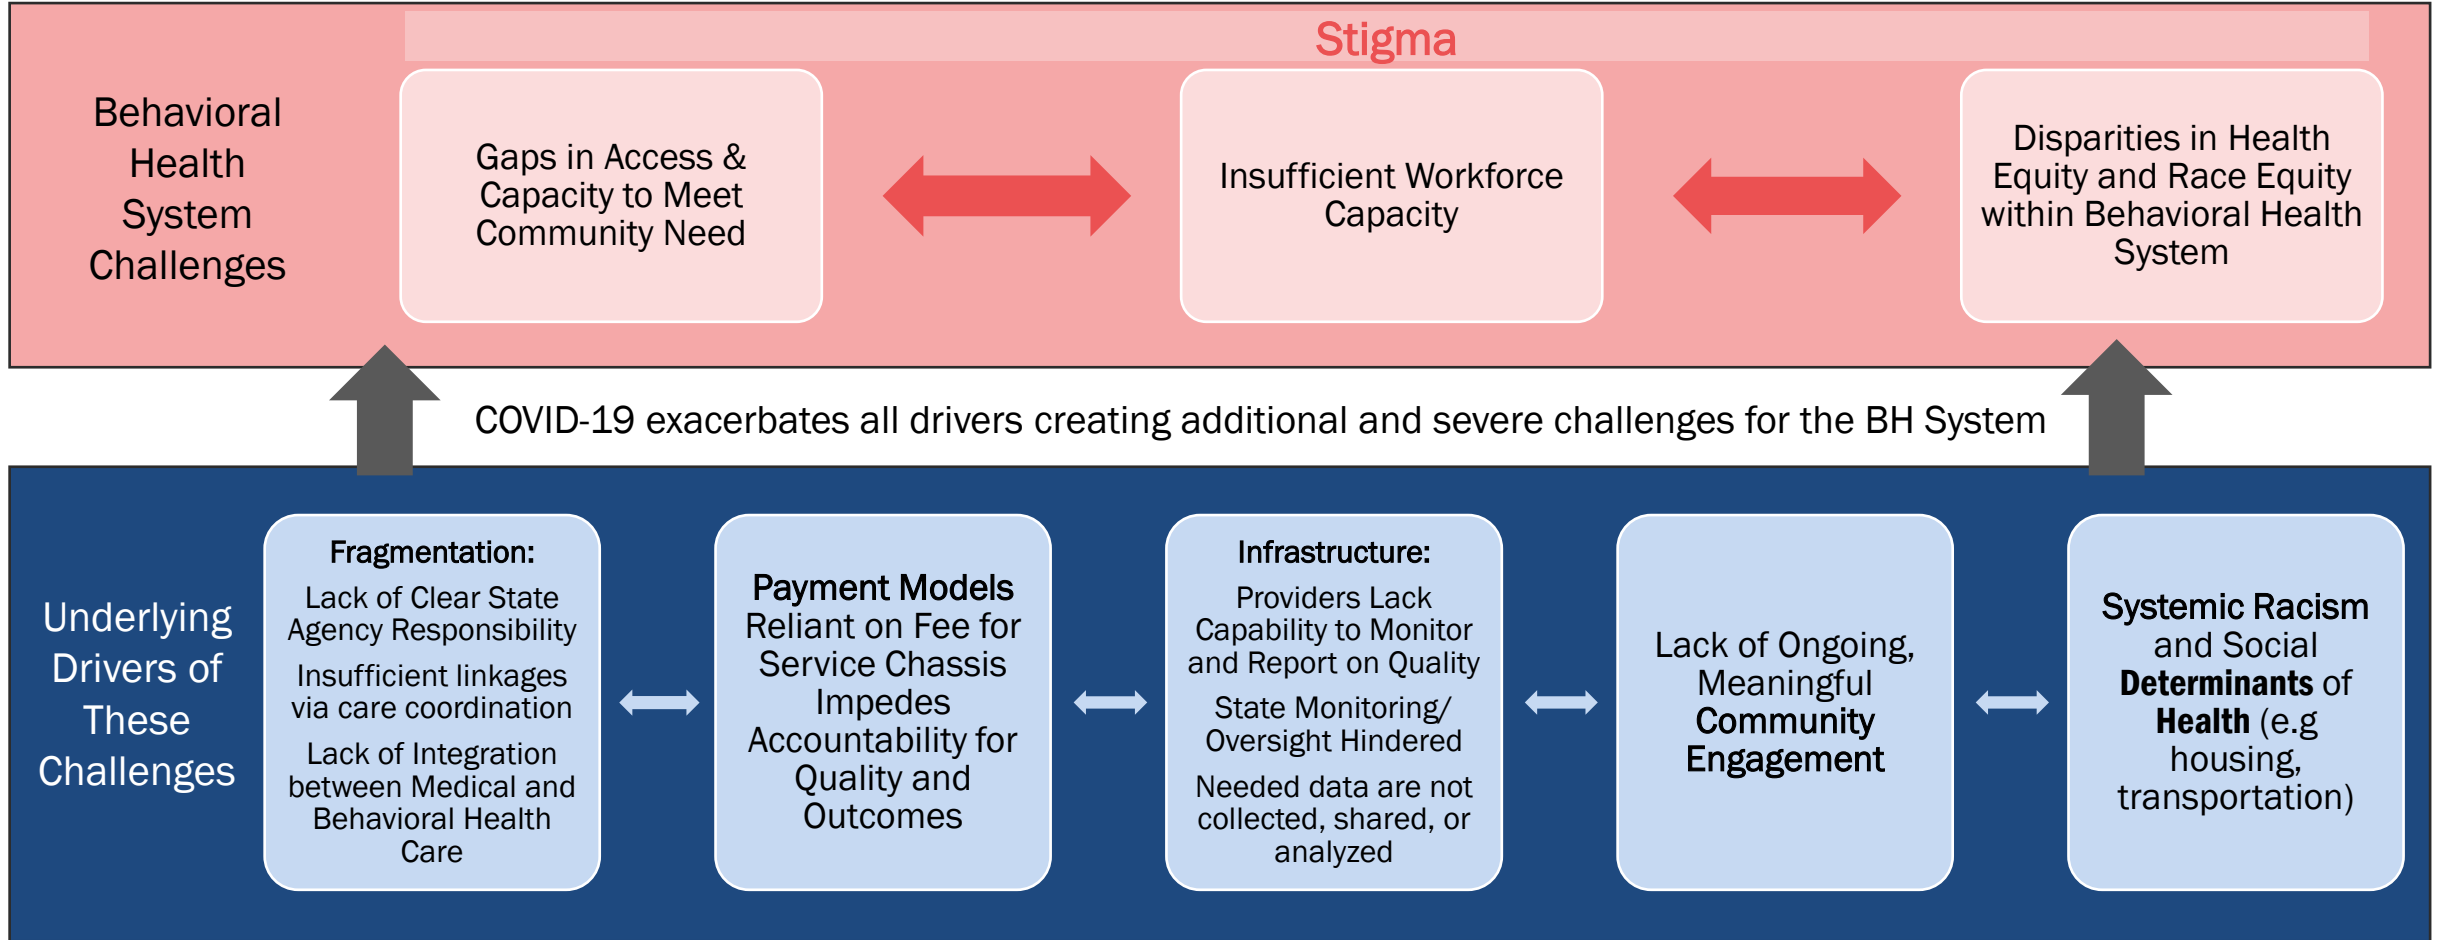 Stigma
Behavioral
Health
System
Challenges
Gaps in Access &
Capacity to Meet
Community Need
Insufficient Workforce
Capacity
Disparities in Health
Equity and Race Equity
within Behavioral Health
System
COVID-19 exacerbates all drivers creating additional and severe challenges for the BH System
Underlying
Drivers of
These
Challenges
Fragmentation:
Lack of Clear State
Agency Responsibility
Insufficient linkages
via care coordination
Lack of Integration
between Medical and
Behavioral Health
Care
Payment Models
Reliant on Fee for
Service Chassis
Impedes
Accountability for
Quality and
Outcomes
Infrastructure:
Providers Lack
Capability to Monitor
and Report on Quality
State Monitoring/
Oversight Hindered
Needed data are not
collected, shared, or
analyzed
Lack of Ongoing,
Meaningful
Community
Engagement
Systemic Racism
and Social
Determinants of
Health (e.g
housing,
transportation)